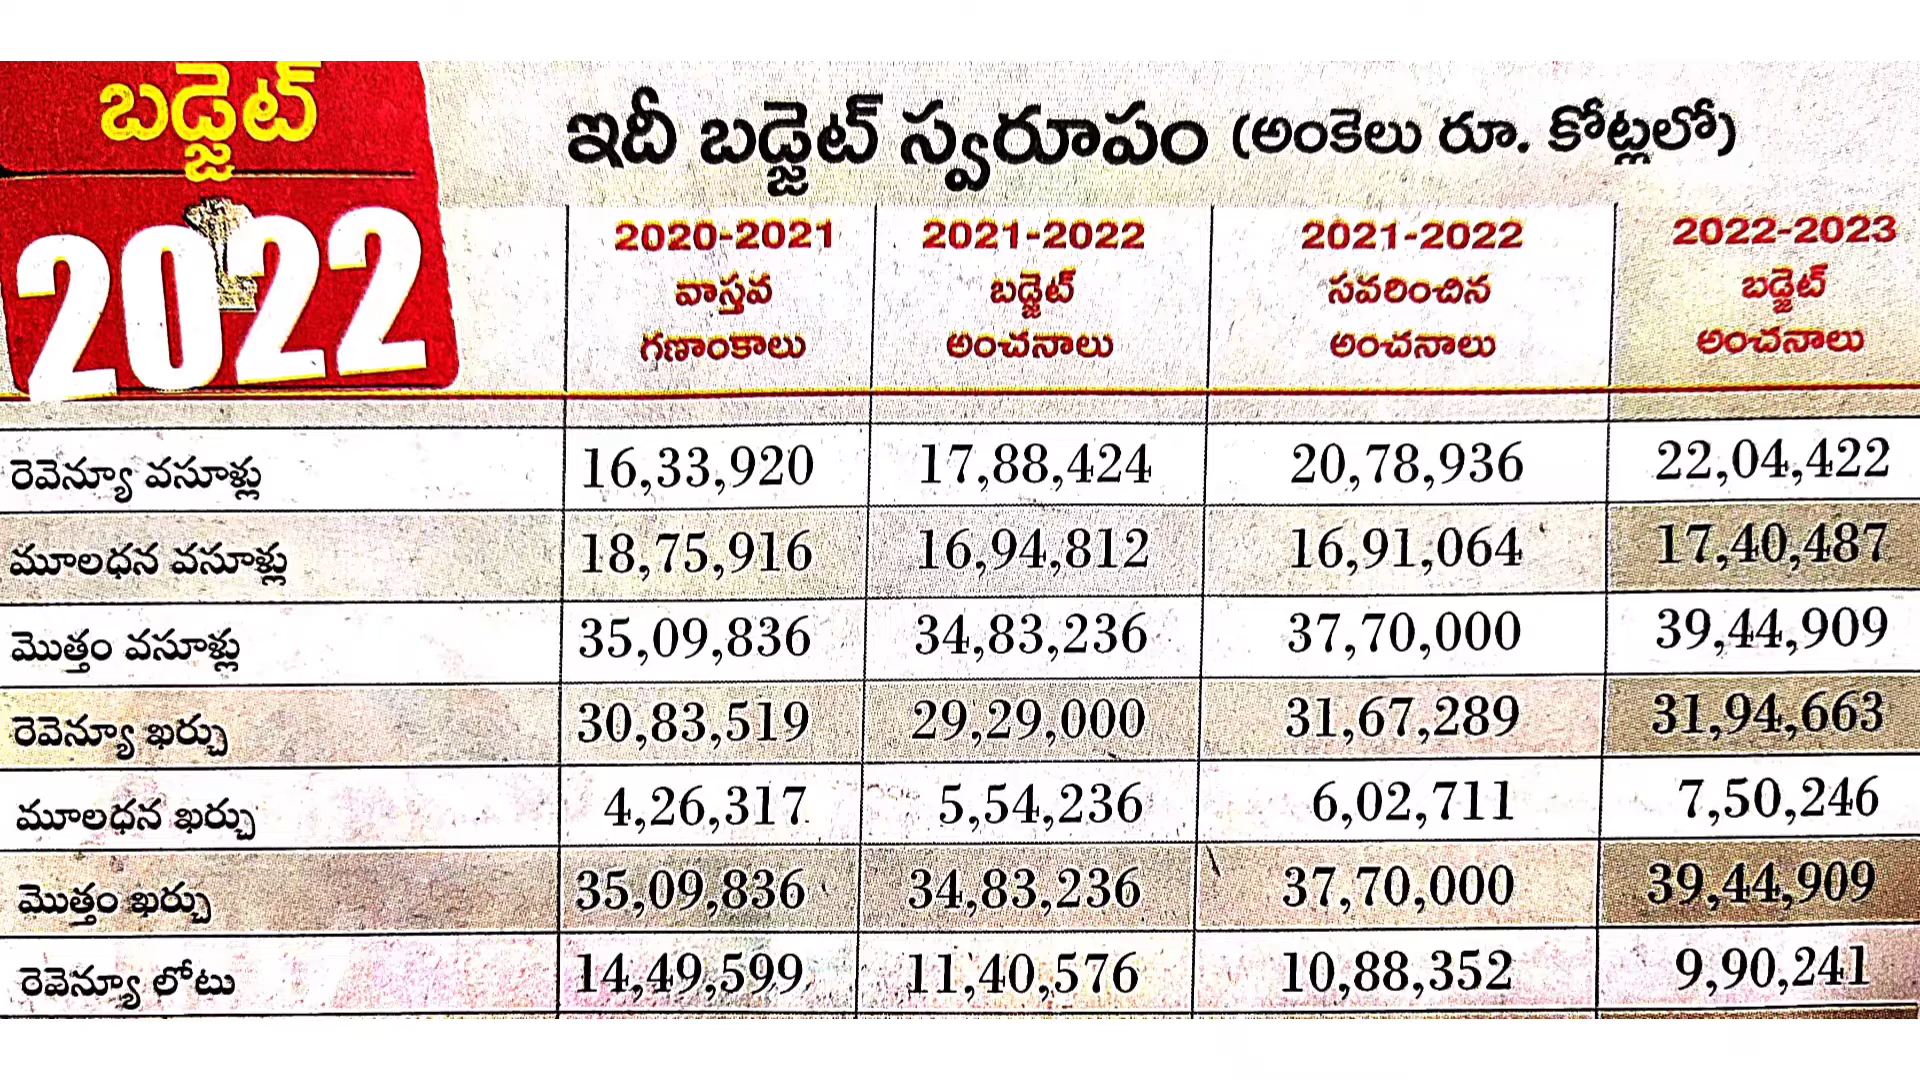 బడ్జెట్
2022
ఇదీ బడ్జెట్ స్వరూపం (అంకెలు రూ. కోట్లలో)
2020-2021 వాస్తవ గణాంకాలు
2021-2022 బడ్జెట్ అంచనాలు
2021-2022 సవరించిన అంచనాలు
2022-2023 బడ్జెట్ అంచనాలు
రెవెన్యూ వసూళ్లు 16,33,920 17,88,424 20,78,936 22,04,422
మూలధన వసూళ్లు 18,75,916 16,94,812 16,91,064 17,40,487
మొత్తం వసూళ్లు 35,09,836 34,83,236 37,70,000 39,44,909
రెవెన్యూ ఖర్చు 30,83,519 29,29,000 31,67,289 31,94,663
మూలధన ఖర్చు 4,26,317 5,54,236 6,02,711 7,50,246
మొత్తం ఖర్చు 35,09,836 34,83,236 37,70,000 39,44,909
రెవెన్యూ లోటు 14,49,599 11,40,576 10,88,352 9,90,241